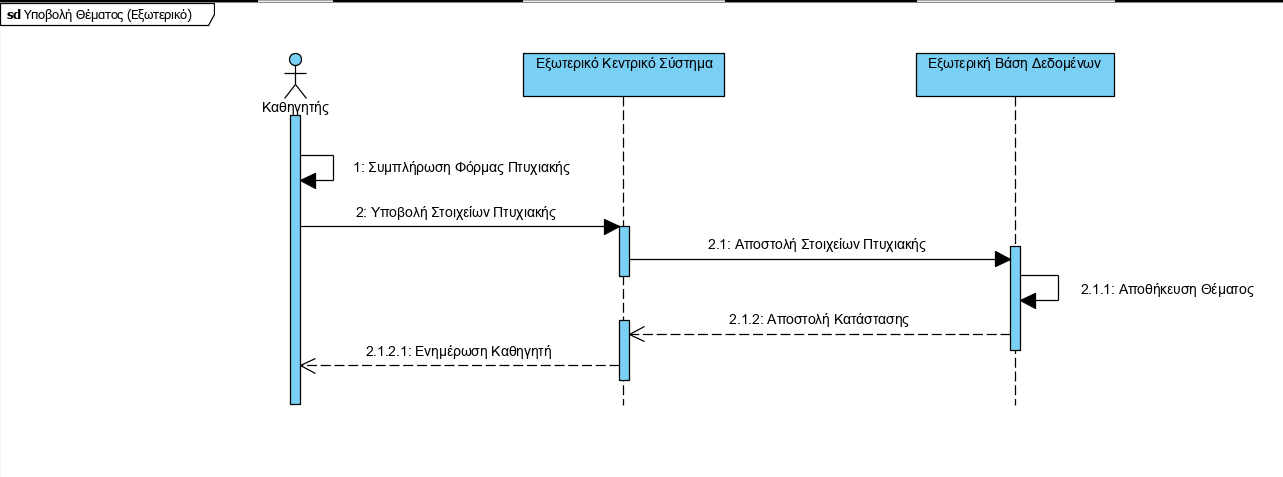 sd Υποβολή Θέματος (Εξωτερικό)
Καθηγητής
Εξωτερικό Κεντρικό Σύστημα
Εξωτερική Βάση Δεδομένων
1: Συμπλήρωση Φόρμας Πτυχιακής
2: Υποβολή Στοιχείων Πτυχιακής
2.1: Αποστολή Στοιχείων Πτυχιακής
2.1.1: Αποθήκευση Θέματος
2.1.2: Αποστολή Κατάστασης
2.1.2.1: Ενημέρωση Καθηγητή